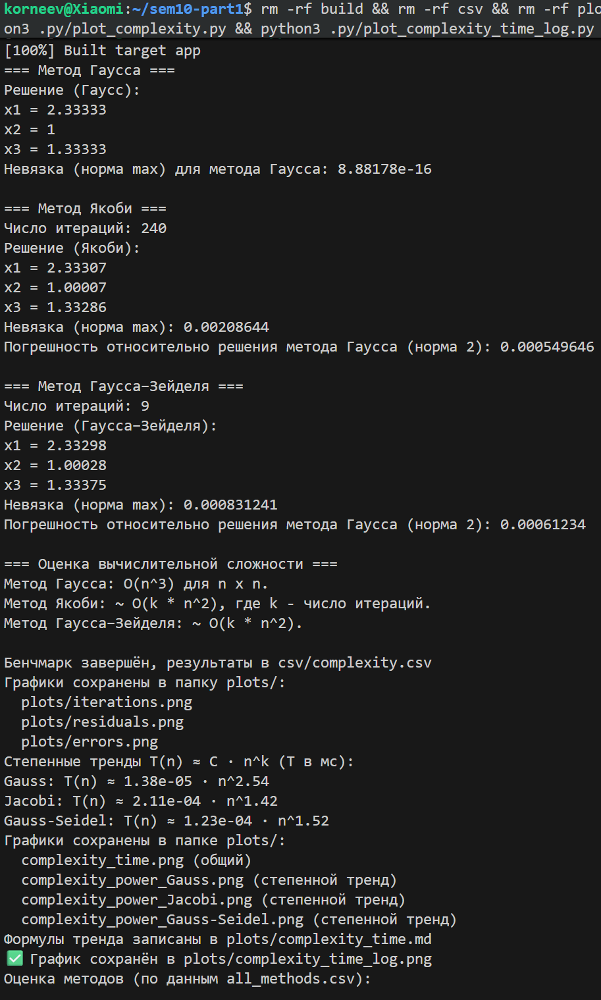 korneev@Xiaomi:~/sem10-part1$ rm -rf build && rm -rf csv && rm -rf plo
on3 .py/plot_complexity.py && python3 .py/plot_complexity_time_log.py
[100%] Built target app
=== Метод Гаусса ===
Решение (Гаусс):
x1 = 2.33333
x2 = 1
x3 = 1.33333
Невязка (норма max) для метода Гаусса: 8.88178e-16
=== Метод Якоби ===
Число итераций: 240
Решение (Якоби):
x1 = 2.33307
x2 = 1.00007
x3 = 1.33286
Невязка (норма max): 0.00208644
Погрешность относительно решения метода Гаусса (норма 2): 0.000549646
=== Метод Гаусса–Зейделя ===
Число итераций: 9
Решение (Гаусса–Зейделя):
x1 = 2.33298
x2 = 1.00028
x3 = 1.33375
Невязка (норма max): 0.000831241
Погрешность относительно решения метода Гаусса (норма 2): 0.00061234
=== Оценка вычислительной сложности ===
Метод Гаусса: O(n^3) для n x n.
Метод Якоби: ~ O(k * n^2), где k - число итераций.
Метод Гаусса–Зейделя: ~ O(k * n^2).
Бенчмарк завершён, результаты в csv/complexity.csv
Графики сохранены в папку plots/:
plots/iterations.png
plots/residuals.png
plots/errors.png
Степенные тренды T(n) ≈ C · n^k (T в мс):
Gauss: T(n) ≈ 1.38e-05 · n^2.54
Jacobi: T(n) ≈ 2.11e-04 · n^1.42
Gauss-Seidel: T(n) ≈ 1.23e-04 · n^1.52
Графики сохранены в папке plots/:
complexity_time.png (общий)
complexity_power_Gauss.png (степенной тренд)
complexity_power_Jacobi.png (степенной тренд)
complexity_power_Gauss-Seidel.png (степенной тренд)
Формулы тренда записаны в plots/complexity_time.md
✅ График сохранён в plots/complexity_time_log.png
Оценка методов (по данным all_methods.csv):